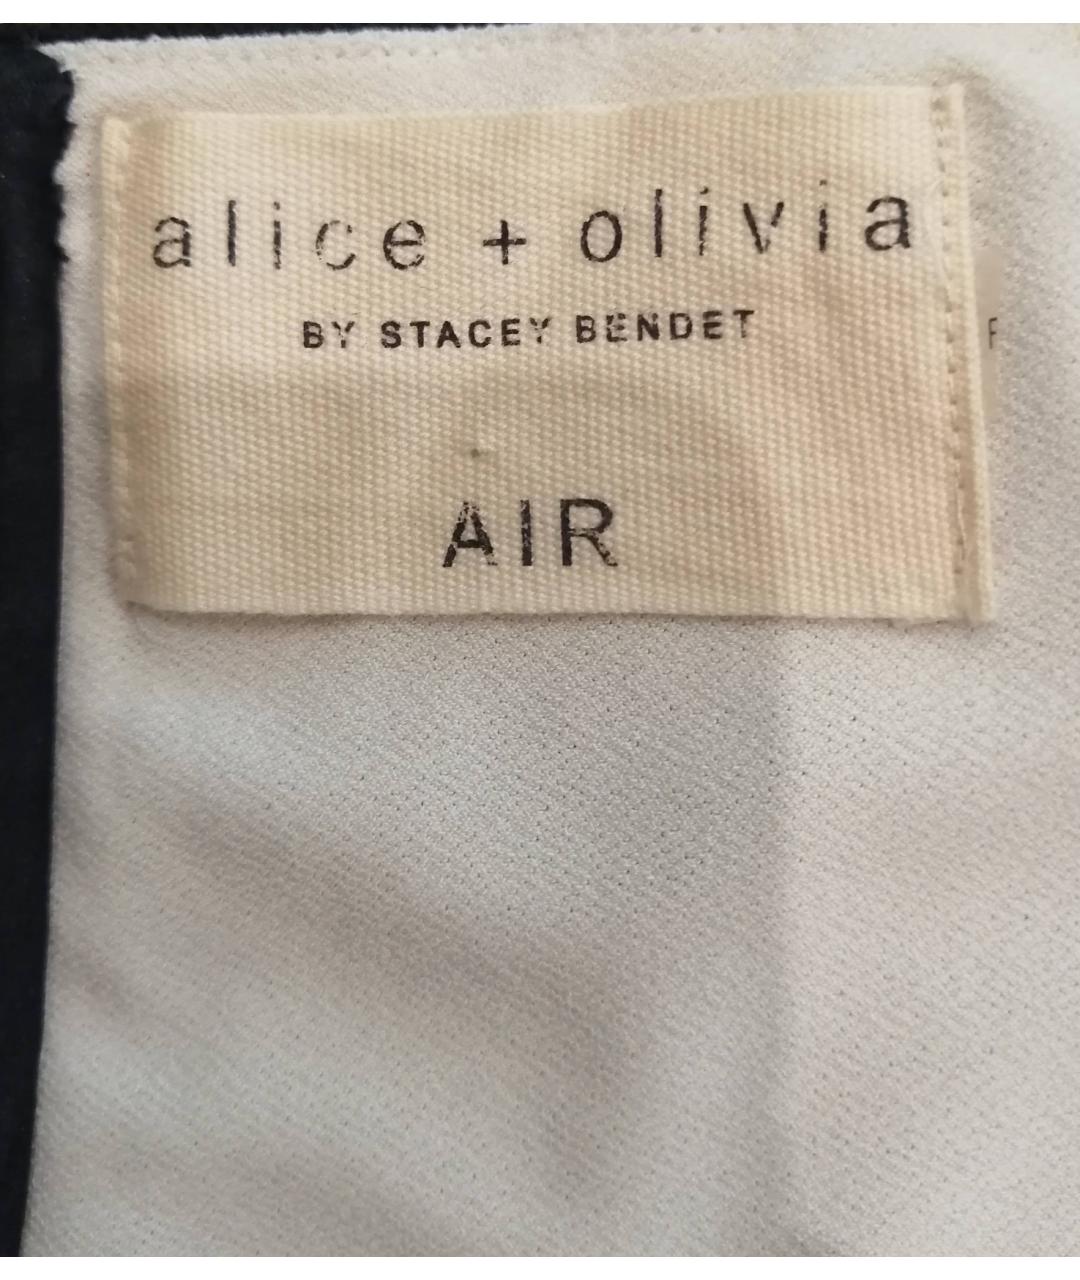 alice + olivia
BY STACEY BENDET
AIR
F